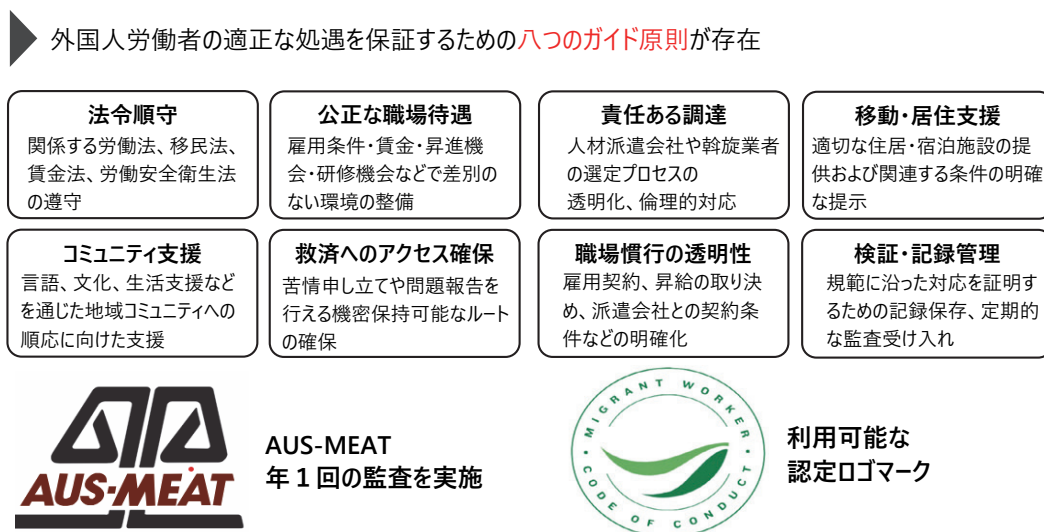 外国人労働者の適正な処遇を保証するための八つのガイド原則が存在
法令順守
関係する労働法、移民法、
賃金法、労働安全衛生法
の遵守
公正な職場待遇
雇用条件・賃金・昇進機
会・研修機会などで差別の
ない環境の整備
責任ある調達
人材派遣会社や斡旋業者
の選定プロセスの
透明化、倫理的対応
移動・居住支援
適切な住居・宿泊施設の提
供および関連する条件の明確
な提示
コミュニティ支援
言語、文化、生活支援など
を通じた地域コミュニティへの
順応に向けた支援
救済へのアクセス確保
苦情申し立てや問題報告を
行える機密保持可能なルート
の確保
職場慣行の透明性
雇用契約、昇給の取り決
め、派遣会社との契約条
件などの明確化
検証・記録管理
規範に沿った対応を証明す
るための記録保存、定期的
な監査受け入れ
AUS-MEAT
AUS-MEAT
年1回の監査を実施
MIGRANT WORKER
CODE OF CONDUCT
利用可能な
認定ロゴマーク